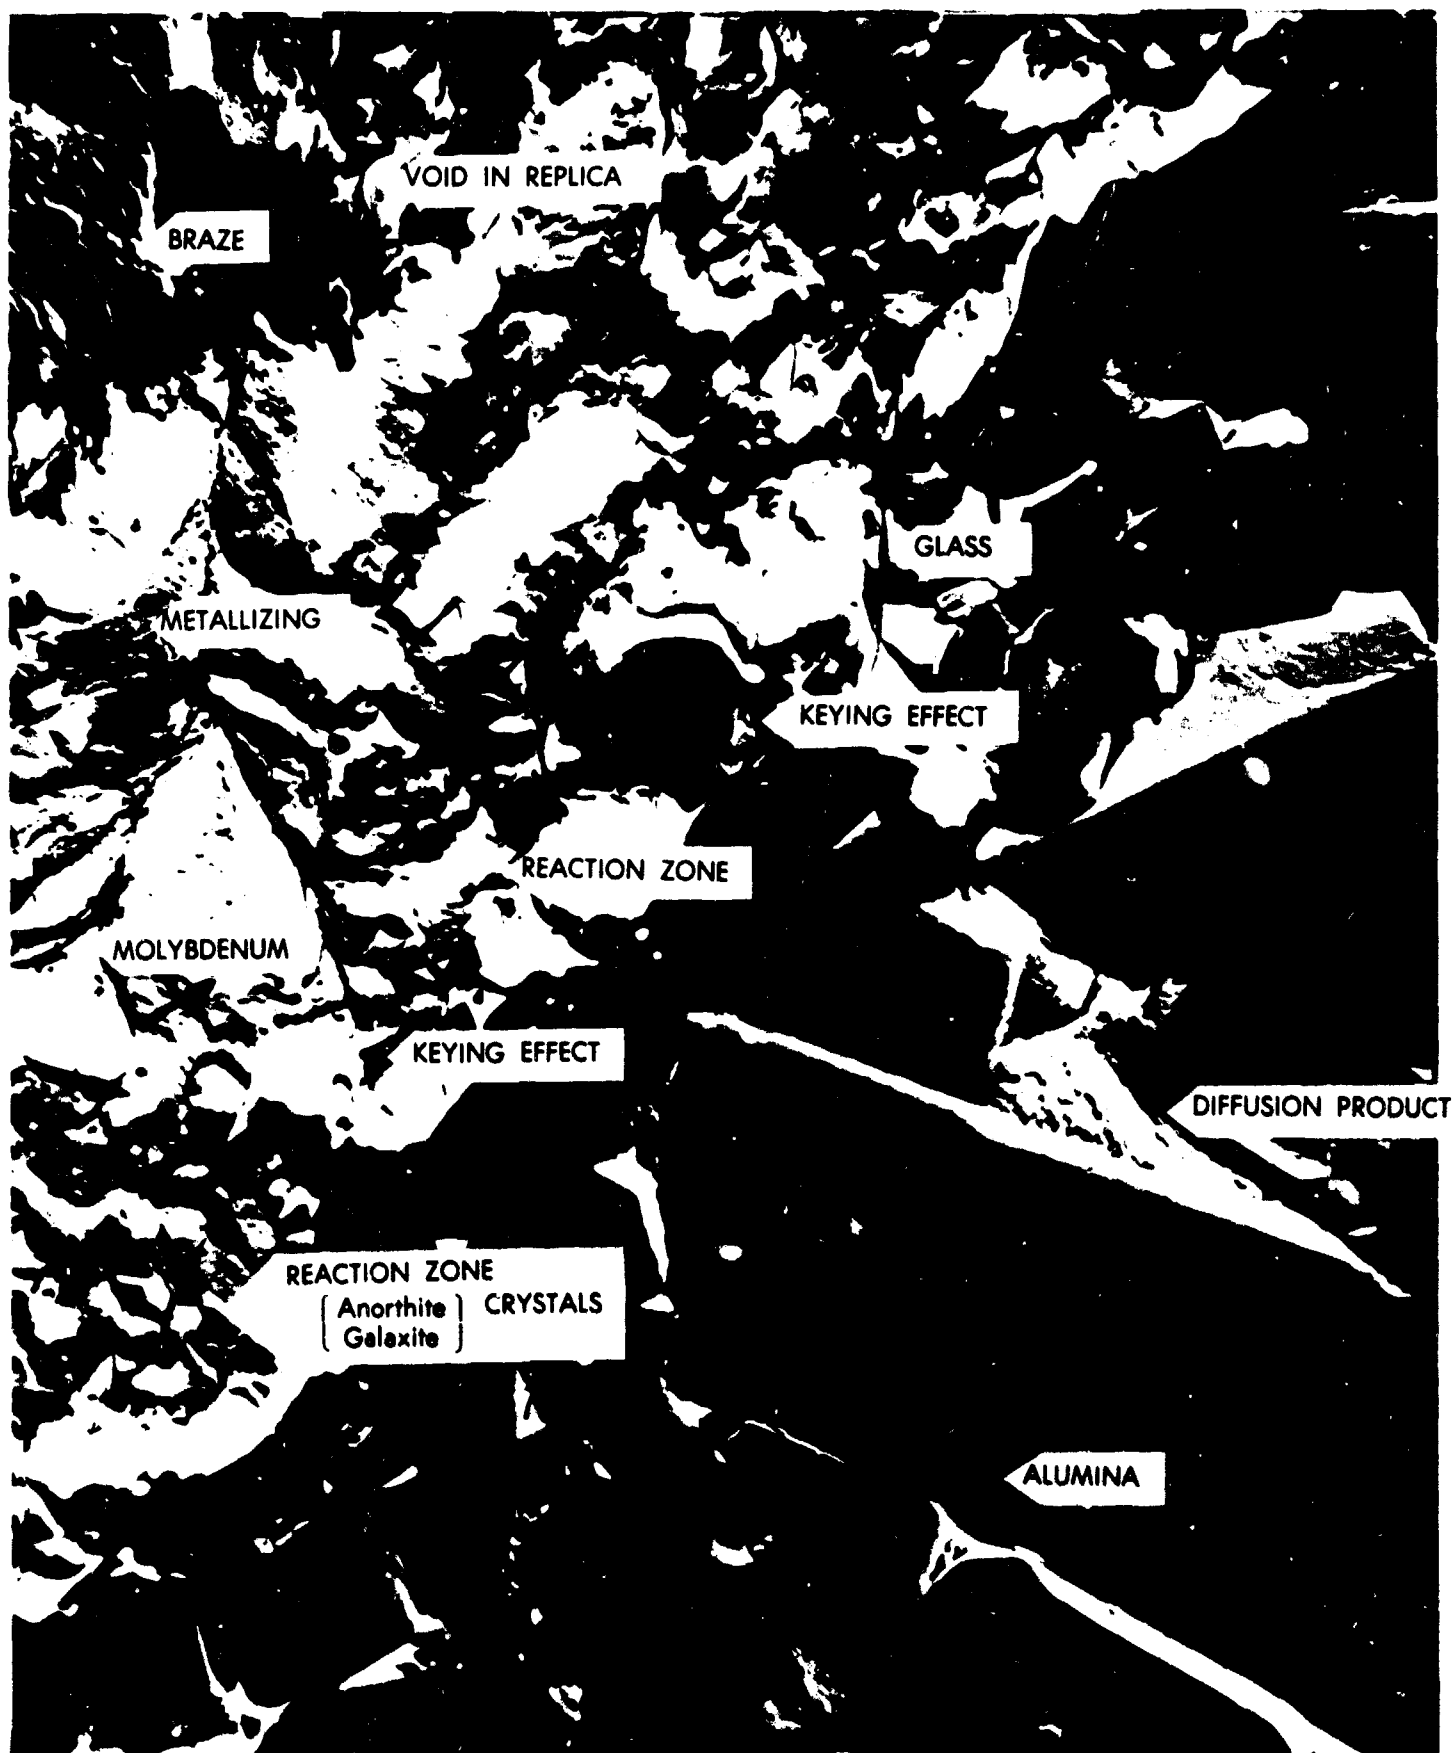 VOID IN REPLICA
BRAZE
GLASS
METALLIZING
KEYING EFFECT
REACTION ZONE
MOLYBDENUM
KEYING EFFECT
DIFFUSION PRODUCT
REACTION ZONE
Anorthite CRYSTALS
Galaxite
ALUMINA